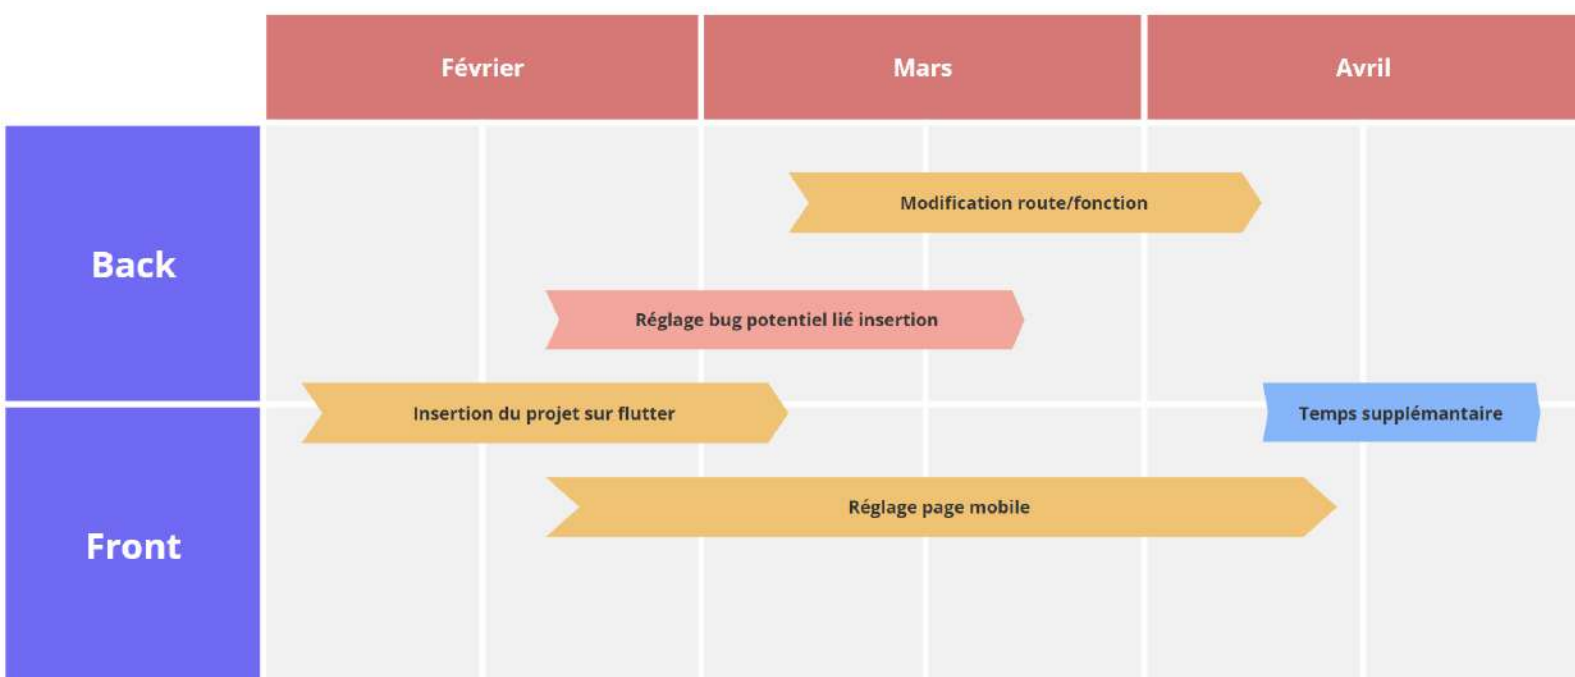 Février
Mars
Avril
Back
Modification route/fonction
Réglage bug potentiel lié insertion
Insertion du projet sur flutter
Temps supplémantaire
Front
Réglage page mobile